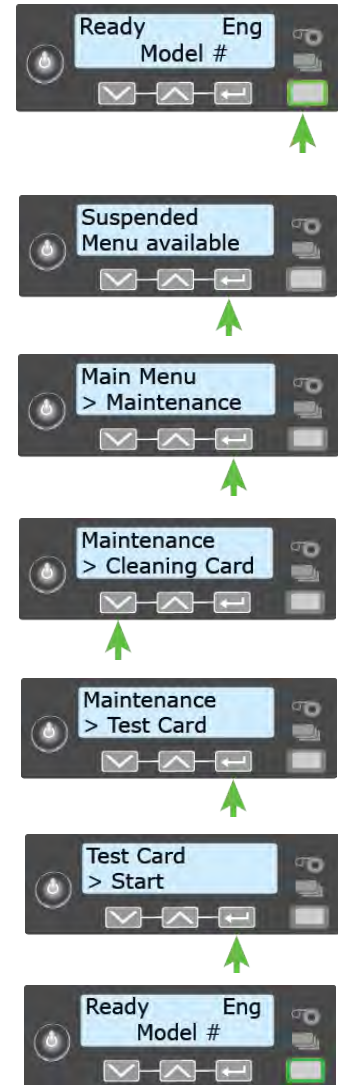 Ready Eng
Model #
Suspended
Menu available
Main Menu
> Maintenance
Maintenance
> Cleaning Card
Maintenance
> Test Card
Test Card
> Start
Ready Eng
Model #